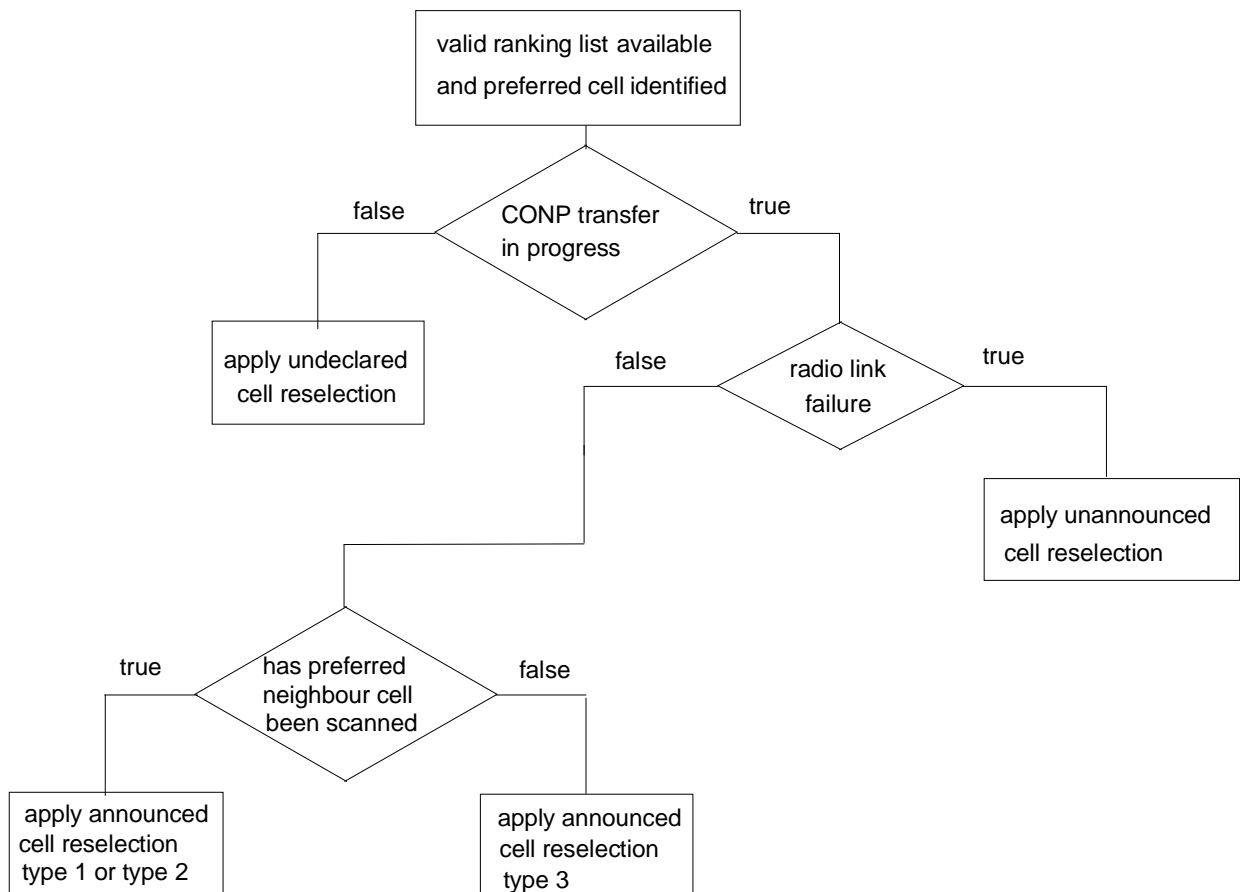 valid ranking list available
and preferred cell identified
false
CONP transfer
in progress
true
apply undeclared
cell reselection
false
radio link
failure
true
apply unannounced
cell reselection
true
has preferred
neighbour cell
been scanned
false
apply announced
cell reselection
type 1 or type 2
apply announced
cell reselection
type 3